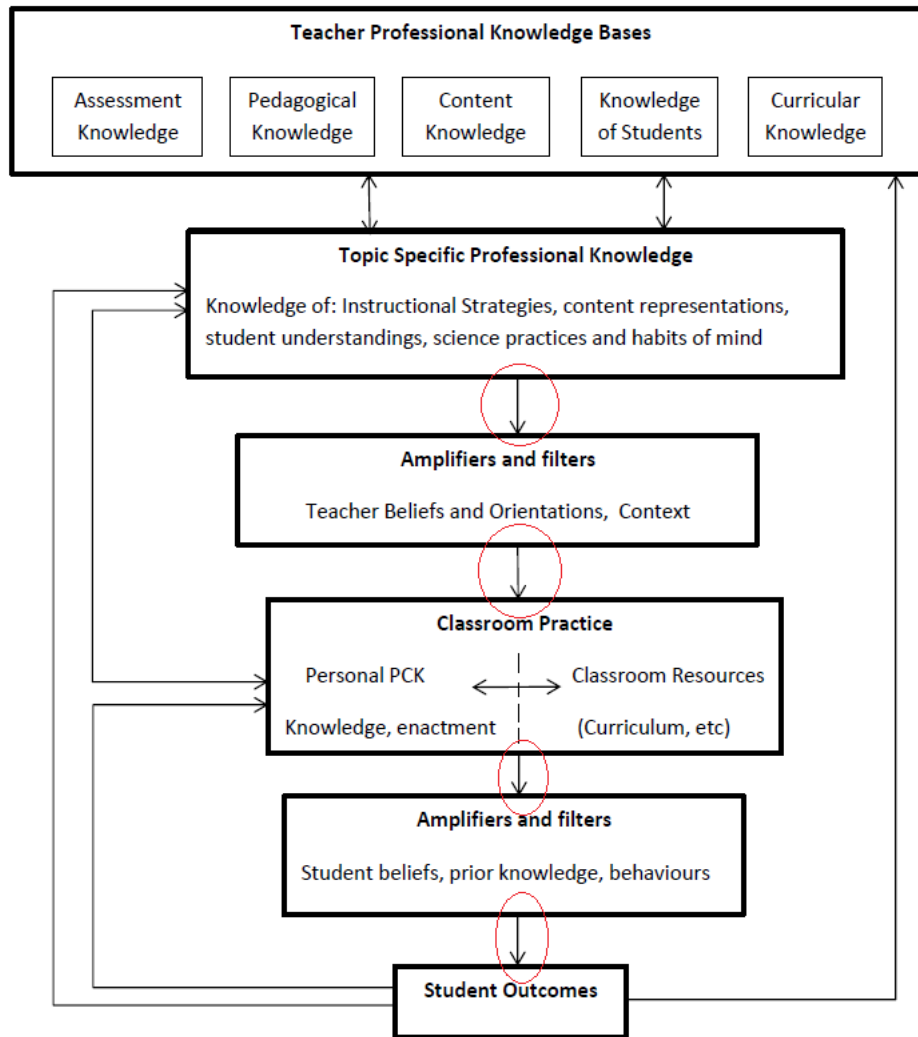 Teacher Professional Knowledge Bases
Assessment
Knowledge
Pedagogical
Knowledge
Content
Knowledge
Knowledge
of Students
Curricular
Knowledge
Topic Specific Professional Knowledge
Knowledge of: Instructional Strategies, content representations,
student understandings, science practices and habits of mind
Amplifiers and filters
Teacher Beliefs and Orientations, Context
Classroom Practice
Personal PCK
Classroom Resources
Knowledge, enactment
(Curriculum, etc)
Amplifiers and filters
Student beliefs, prior knowledge, behaviours
Student Outcomes